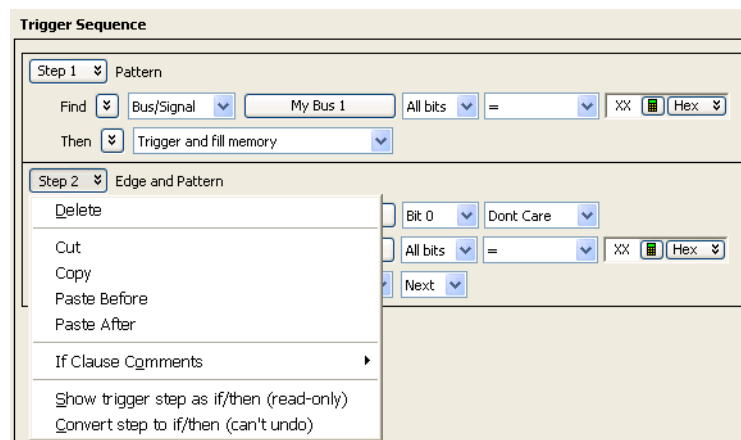 Trigger Sequence
Step 1 Pattern
Find Bus/Signal My Bus 1 All bits = XX Hex
Then Trigger and fill memory
Step 2 Edge and Pattern
Bit 0 Dont Care
All bits = XX Hex
Next
Delete
Cut
Copy
Paste Before
Paste After
If Clause Comments
Show trigger step as if/then (read-only)
Convert step to if/then (can't undo)